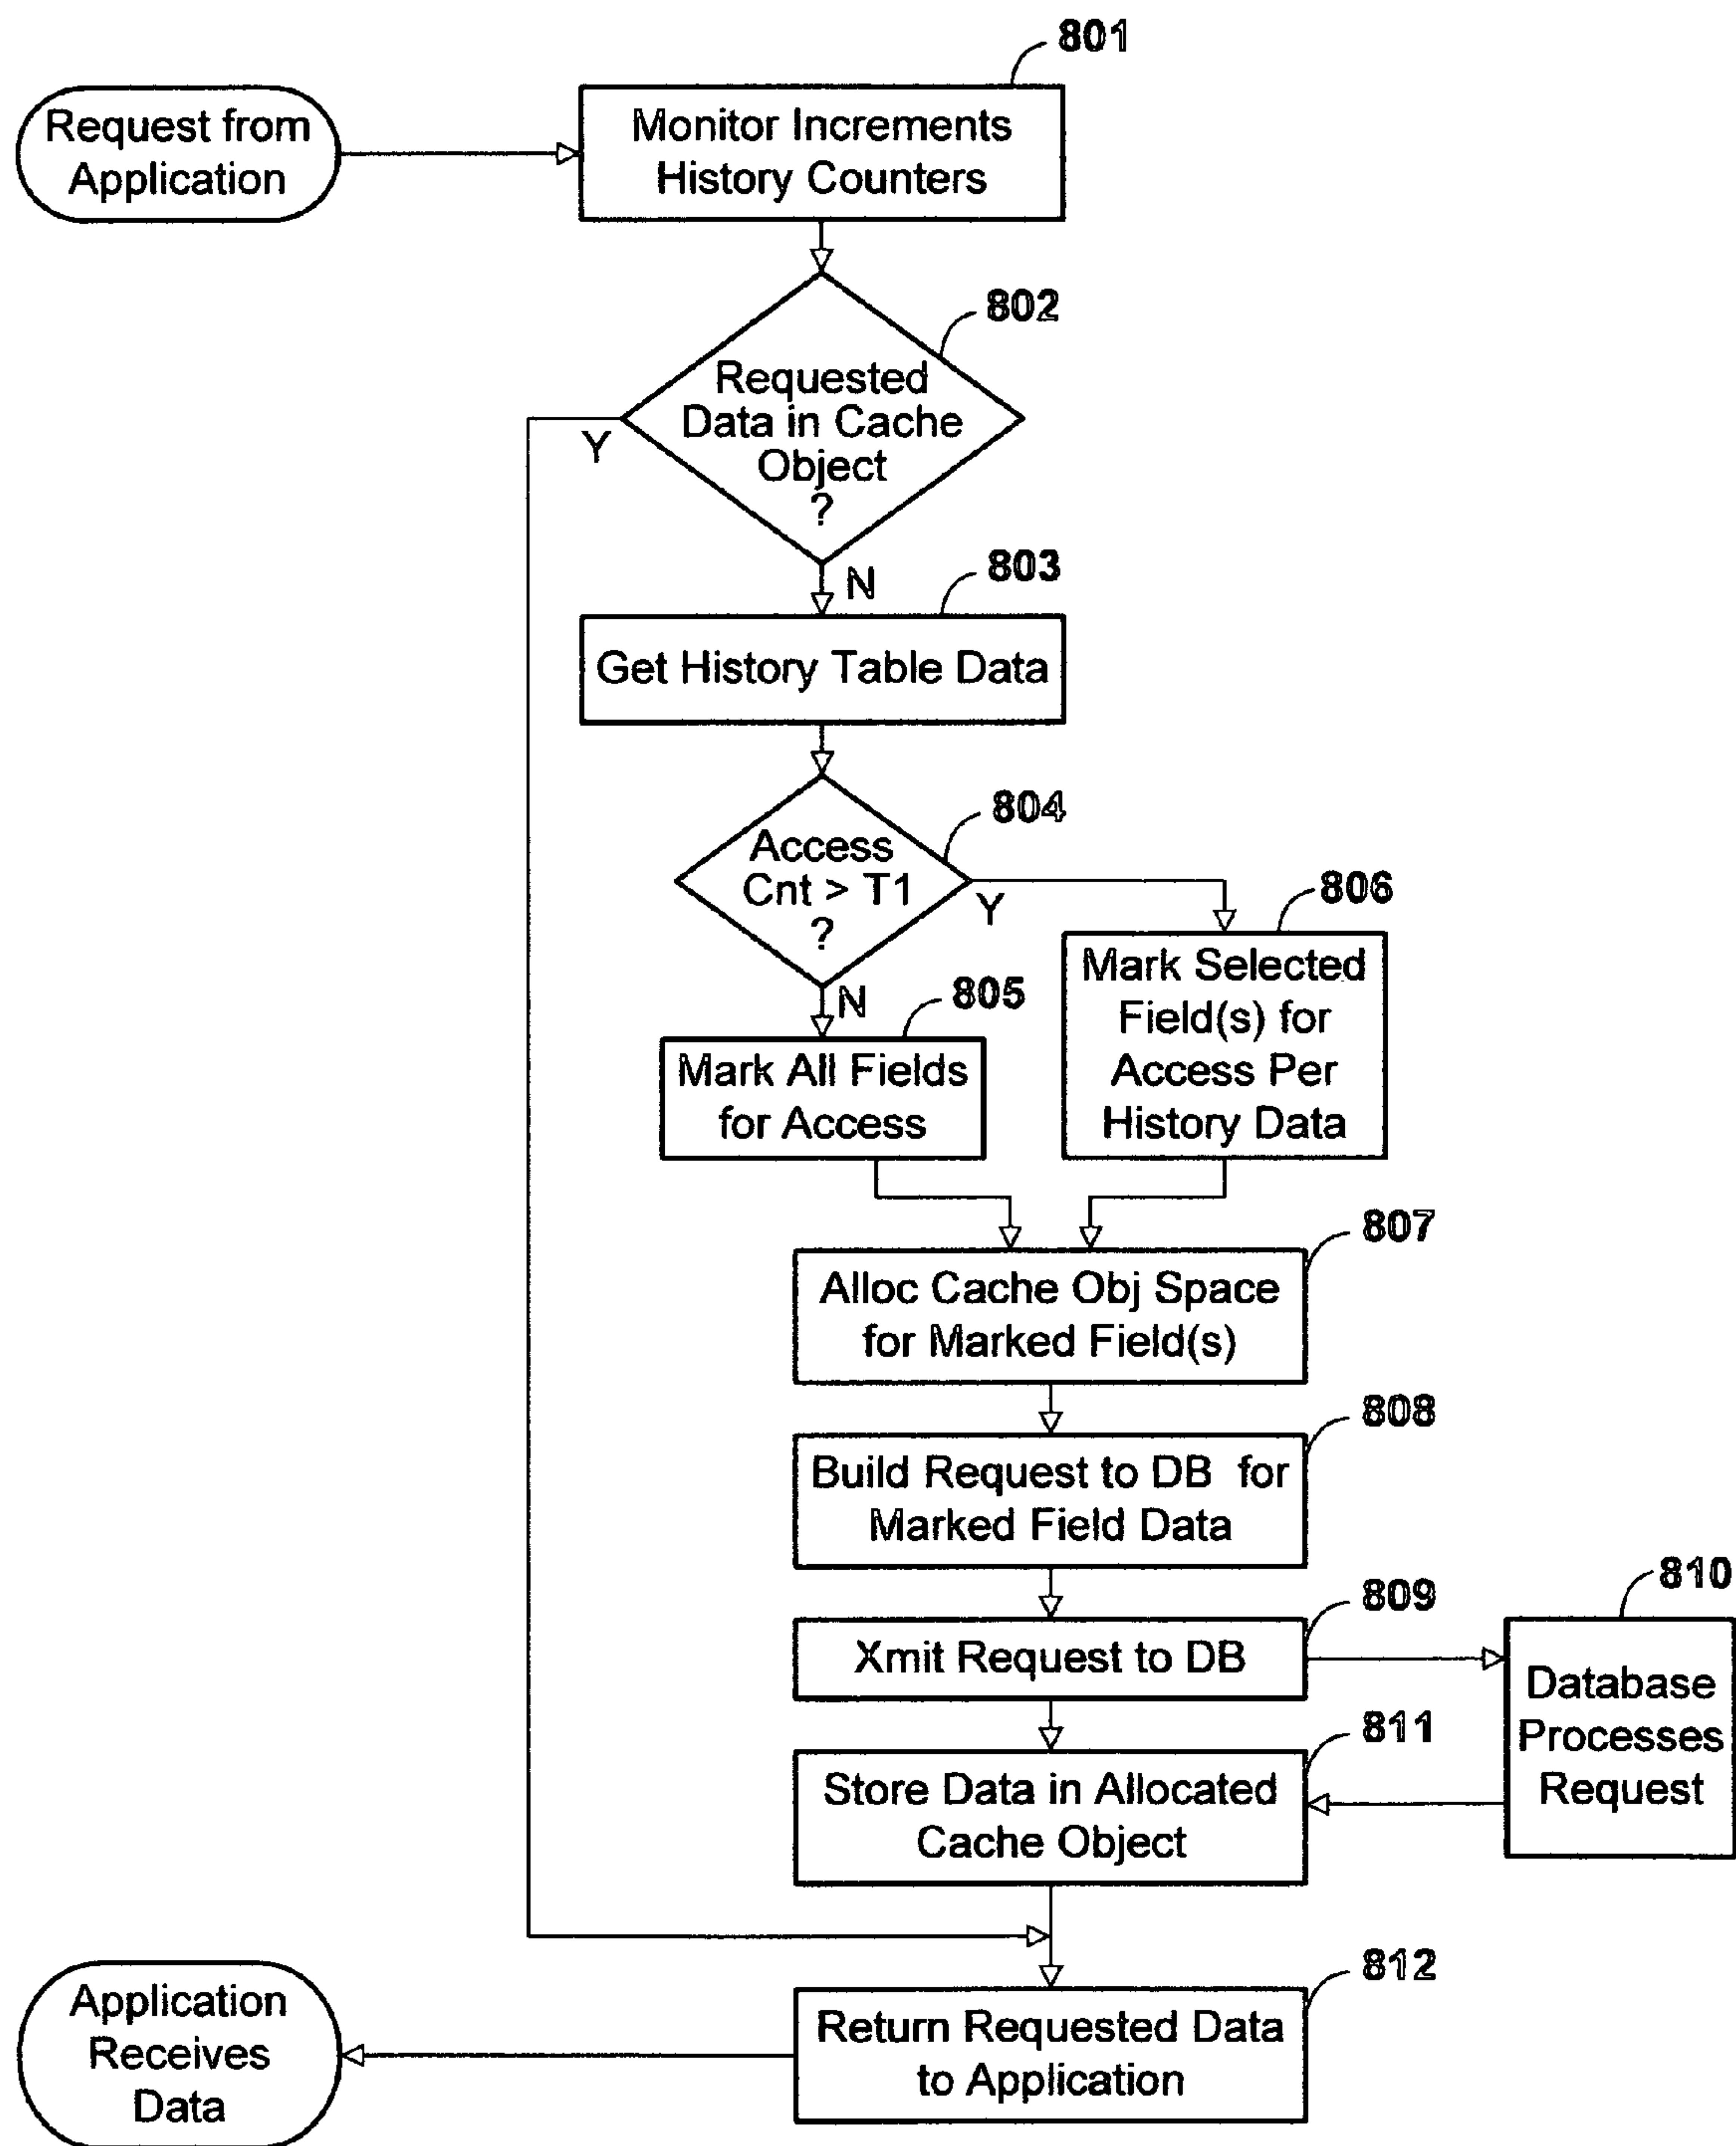 801
Request from
Application
Monitor Increments
History Counters
802
Requested
Data in Cache
Object
?
Y
N
803
Get History Table Data
804
Access
Cnt > T1
?
Y
806
N
805
Mark All Fields
for Access
Mark Selected
Field(s) for
Access Per
History Data
807
Alloc Cache Obj Space
for Marked Field(s)
808
Build Request to DB for
Marked Field Data
809
Xmit Request to DB
810
Database
Processes
Request
811
Store Data in Allocated
Cache Object
812
Return Requested Data
to Application
Application
Receives
Data